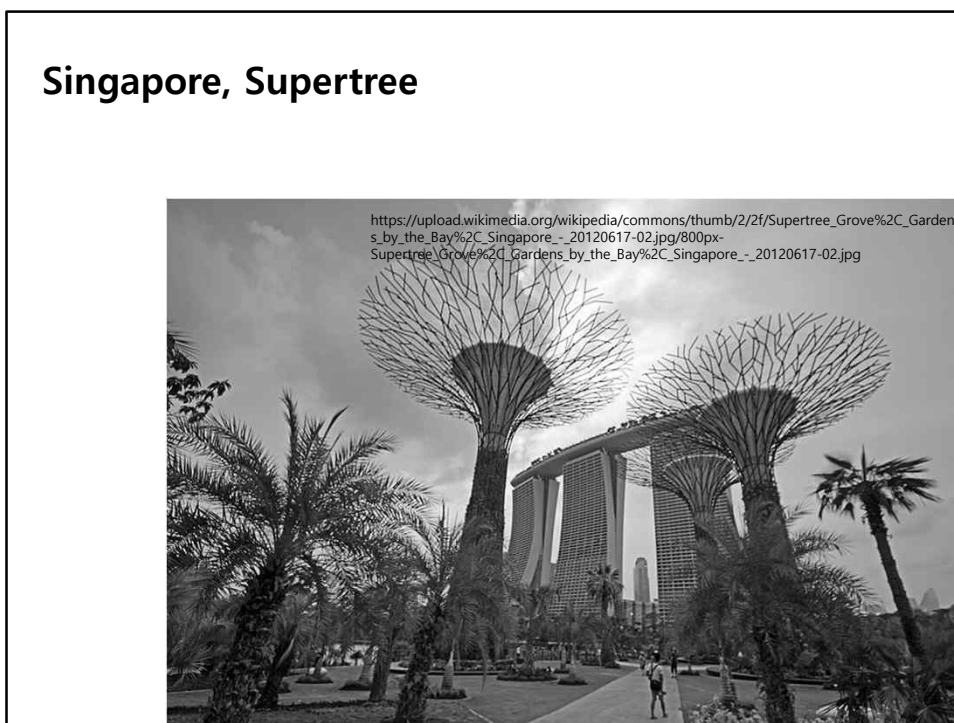 Singapore, Supertree
https://upload.wikimedia.org/wikipedia/commons/thumb/2/2f/Supertree_Grove%2C_Garden
s_by_the_Bay%2C_Singapore_-_20120617-02.jpg/800px-
Supertree_Grove%2C_Gardens_by_the_Bay%2C_Singapore_-_20120617-02.jpg